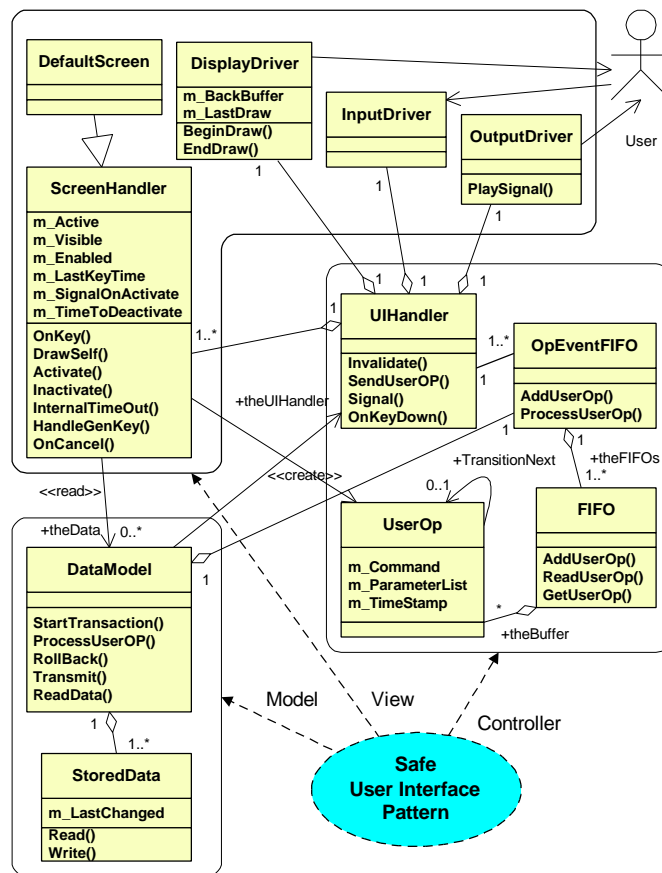 DefaultScreen
DisplayDriver
m_BackBuffer
m_LastDraw
BeginDraw()
EndDraw()
1
InputDriver
1
OutputDriver
PlaySignal()
1
User
ScreenHandler
m_Active
m_Visible
m_Enabled
m_LastKeyTime
m_SignalOnActivate
m_TimeToDeactivate
OnKey()
DrawSelf()
Activate()
Inactivate()
InternalTimeOut()
HandleGenKey()
OnCancel()
1..*
1
1
1
1
UIHandler
Invalidate()
SendUserOP()
Signal()
OnKeyDown()
1..*
1
OpEventFIFO
AddUserOp()
ProcessUserOp()
1
1
+theFIFOs
1..*
+theUIHandler
<<create>>
+TransitionNext
0..1
<<read>>
+theData
0..*
UserOp
m_Command
m_ParameterList
m_TimeStamp
*
+theBuffer
FIFO
AddUserOp()
ReadUserOp()
GetUserOp()
DataModel
StartTransaction()
ProcessUserOP()
RollBack()
Transmit()
ReadData()
1
1
1..*
StoredData
m_LastChanged
Read()
Write()
Model
View
Controller
Safe
User Interface
Pattern